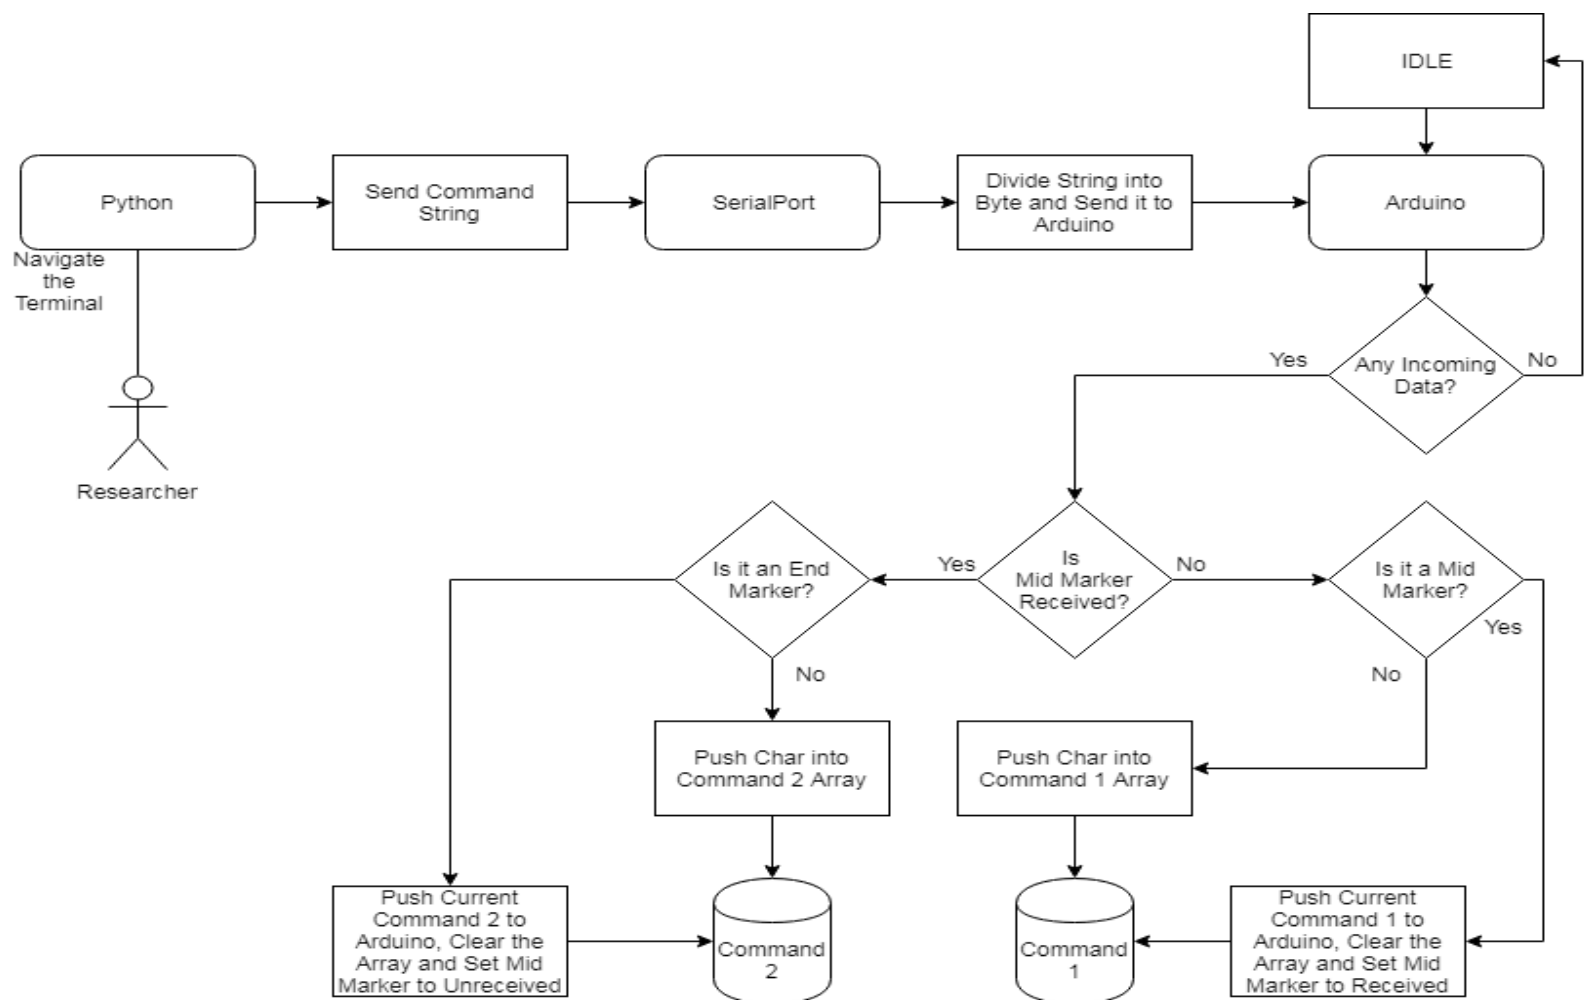 IDLE
Python
Send Command
String
SerialPort
Divide String into
Byte and Send it to
Arduino
Arduino
Navigate
the
Terminal
Researcher
Yes
Any Incoming
Data?
No
Is it an End
Marker?
Yes
Is
Mid Marker
Received?
No
Is it a Mid
Marker?
Yes
No
No
Push Char into
Command 2 Array
Push Char into
Command 1 Array
Push Current
Command 2 to
Arduino, Clear the
Array and Set Mid
Marker to Unreceived
Command
2
Command
1
Push Current
Command 1 to
Arduino, Clear the
Array and Set Mid
Marker to Received